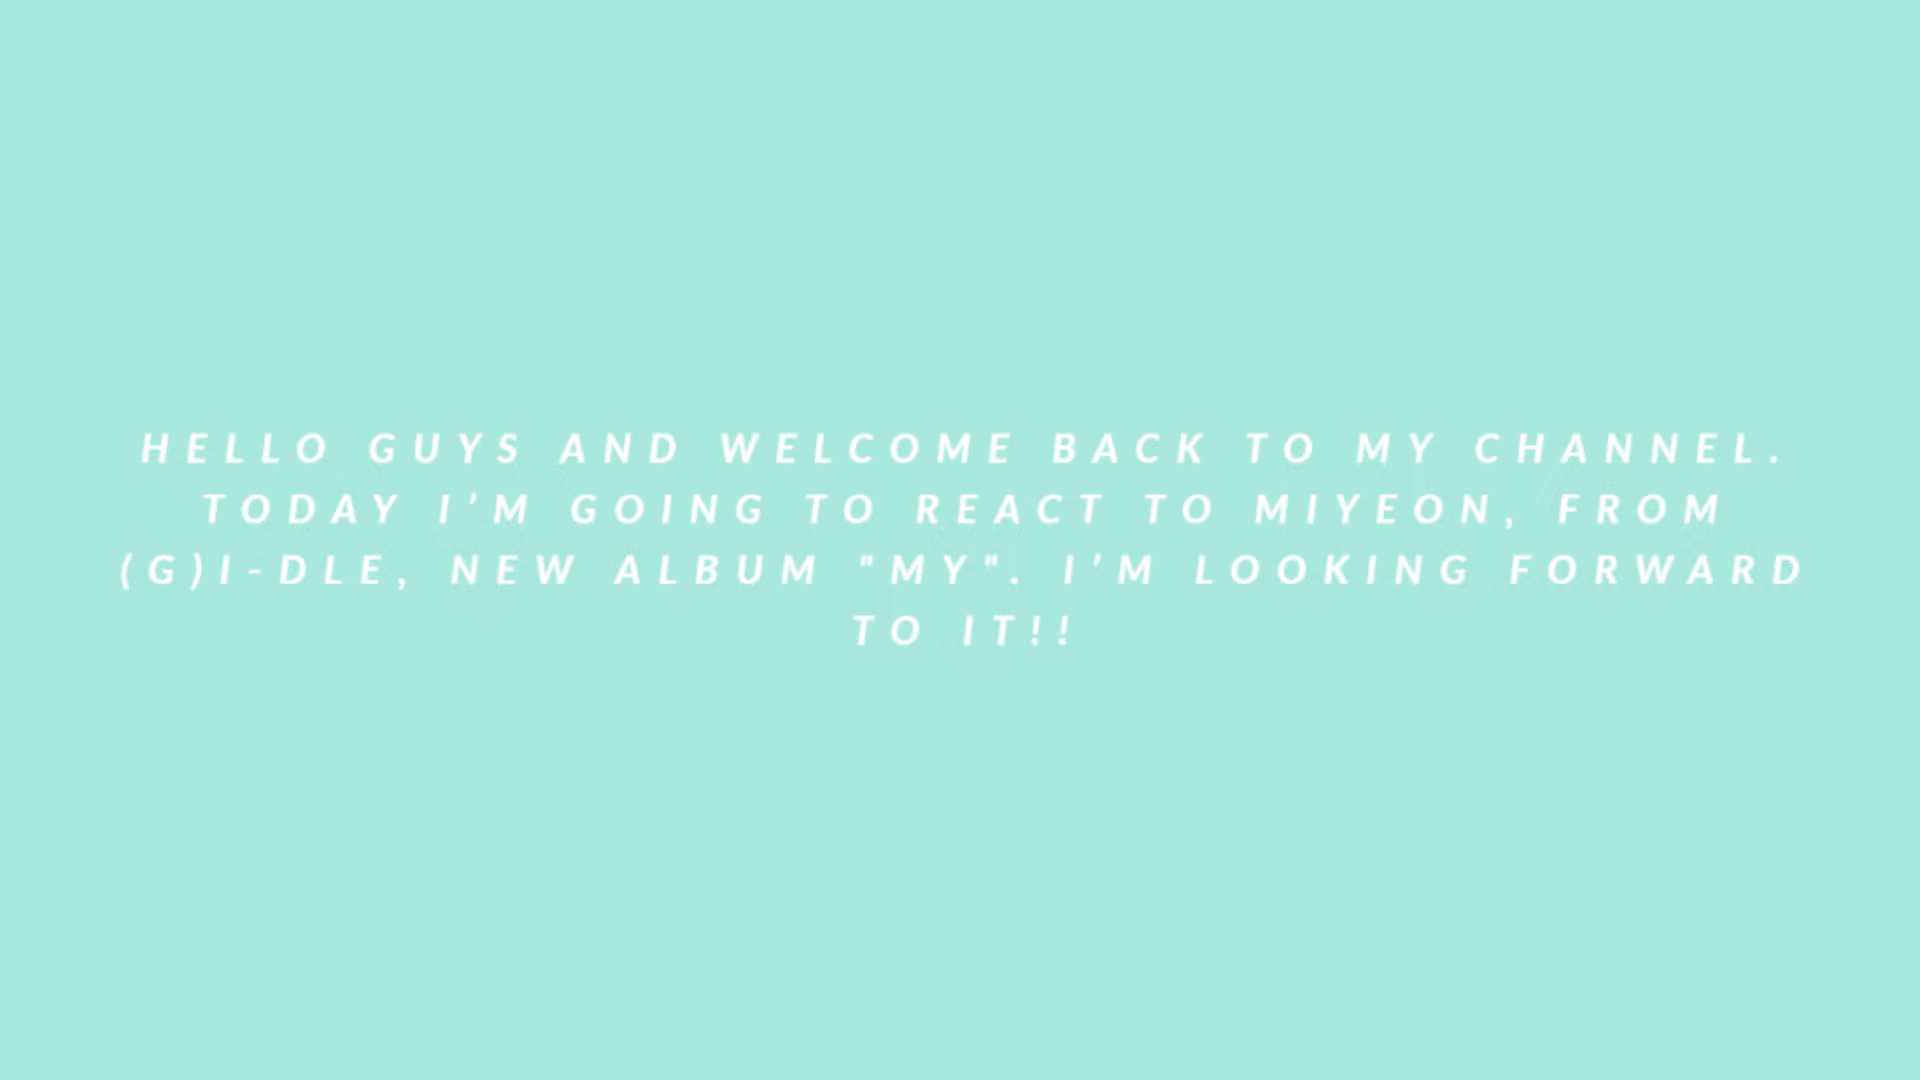 HELLO GUYS AND WELCOME BACK TO MY CHANNEL.
TODAY I’M GOING TO REACT TO MIYEON, FROM
(G)I-DLE, NEW ALBUM "MY". I’M LOOKING FORWARD
TO IT!!